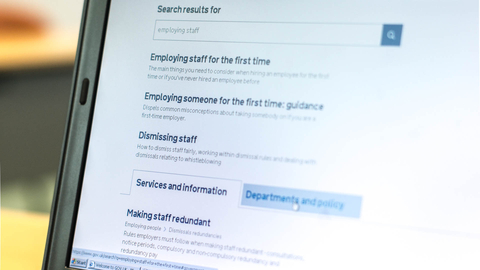 Search results for
employing staff
Employing staff for the first time
The main things you need to consider when hiring an employee for the first
time or if you've never hired an employee before.
Employing someone for the first time: guidance
Dispels common misconceptions about taking somebody on if you are a
first-time employer.
Dismissing staff
How to dismiss staff fairly, working within dismissal rules and dealing with
dismissals relating to whistleblowing
Services and information
Departments and policy
Making staff redundant
Employing people > Dismissals redundancies
Rules employers must follow when making staff redundant - consultations,
notice periods, compulsory and non-compulsory redundancy and
redundancy pay